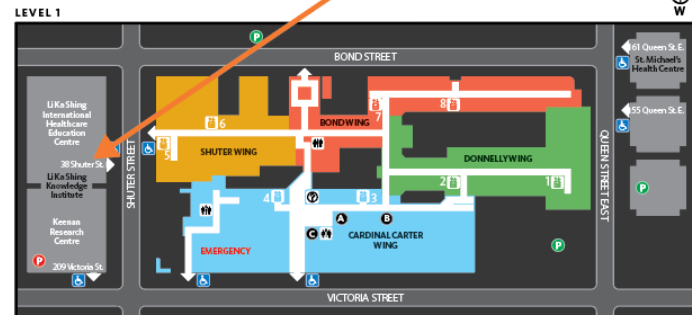 LEVEL 1
W
P
BOND STREET
161 Queen St. E.
St. Michael's
Health Centre
55 Queen St. E.
P
Li Ka Shing
International
Healthcare
Education
Centre
38 Shuter St.
Li Ka Shing
Knowledge
Institute
Keenan
Research
Centre
P
209 Victoria St.
SHUTER STREET
6
5
SHUTER WING
BOND WING
7
8
DONNELLY WING
2
1
4
3
?
A
B
C
EMERGENCY
CARDINAL CARTER
WING
P
QUEEN STREET EAST
VICTORIA STREET